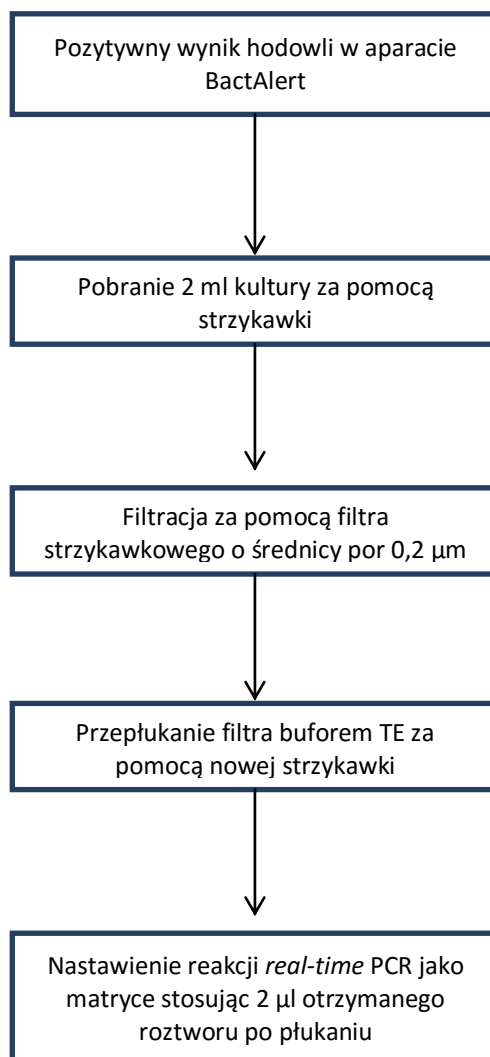 Pozytywny wynik hodowli w aparacie
BactAlert
Pobranie 2 ml kultury za pomocą
strzykawki
Filtracja za pomocą filtra
strzykawkowego o średnicy por 0,2 µm
Przepłukanie filtra buforem TE za
pomocą nowej strzykawki
Nastawienie reakcji real-time PCR jako
matryce stosując 2 µl otrzymanego
roztworu po płukaniu